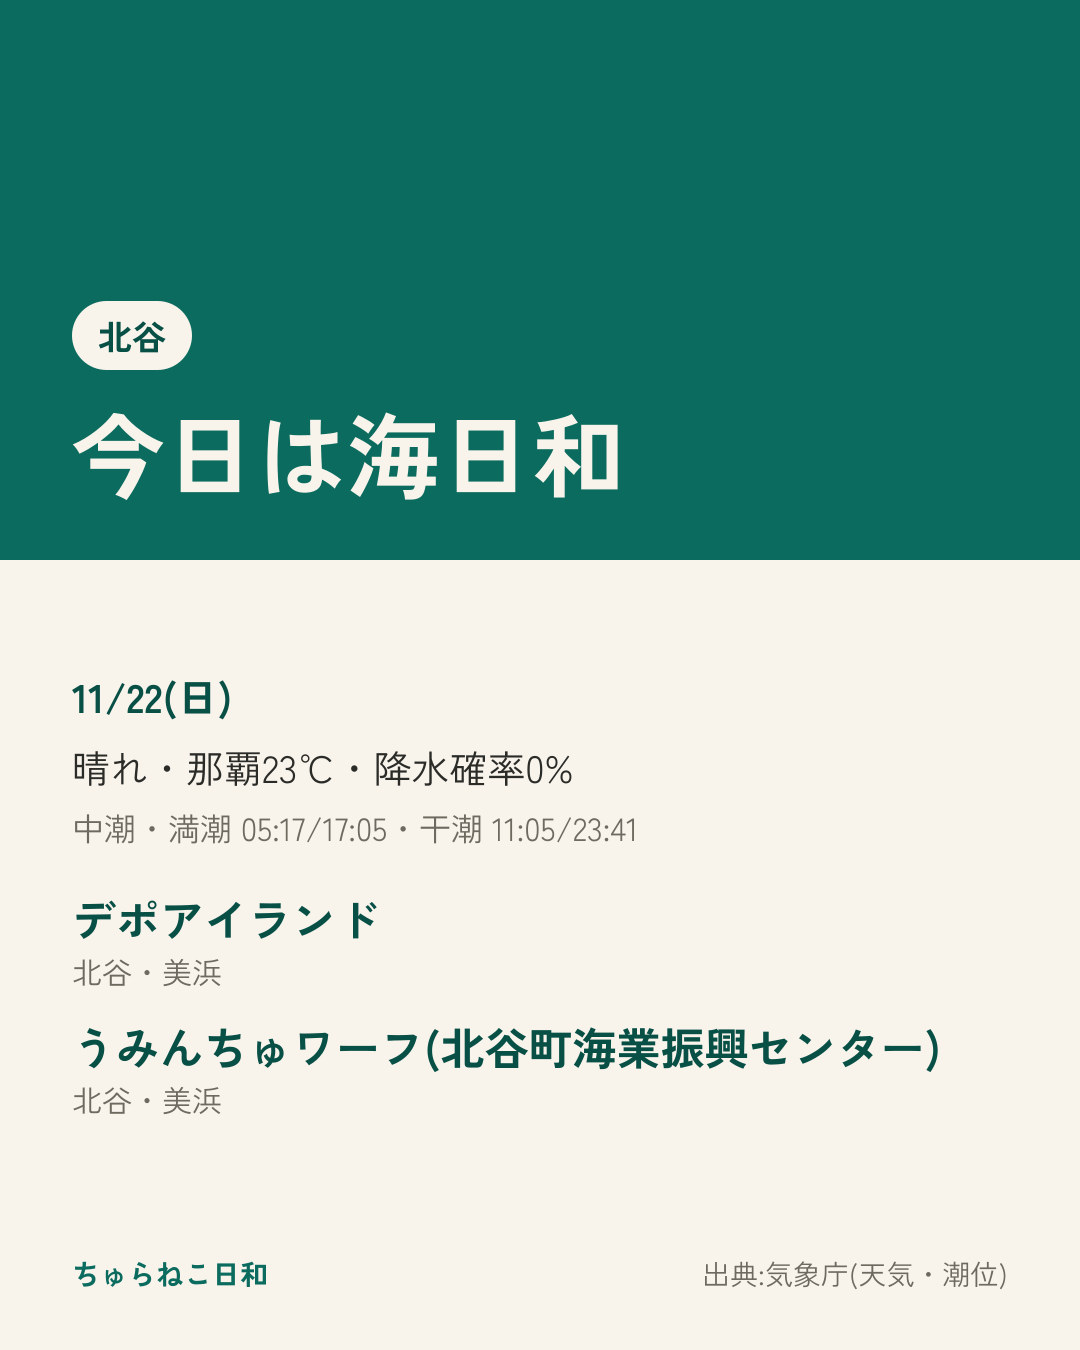 北谷
今日は海日和
11/22(日)
晴れ・那覇23℃・降水確率0%
中潮・満潮 05:17/17:05・干潮 11:05/23:41
デポアイランド
北谷・美浜
うみんちゅワーフ(北谷町海業振興センター)
北谷・美浜
ちゅらねこ日和
出典:気象庁(天気・潮位)